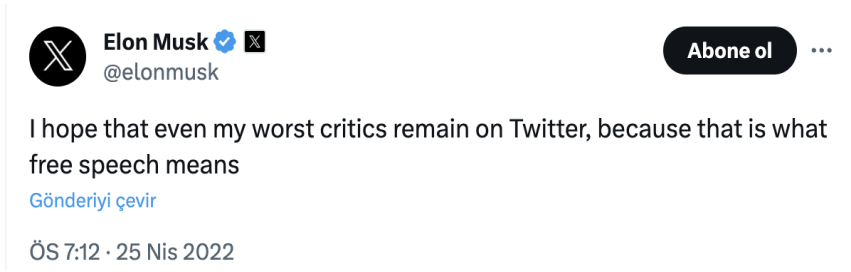 Elon Musk
@elonmusk
Abone ol
I hope that even my worst critics remain on Twitter, because that is what
free speech means
Gönderiyi çevir
ÖS 7:12 · 25 Nis 2022